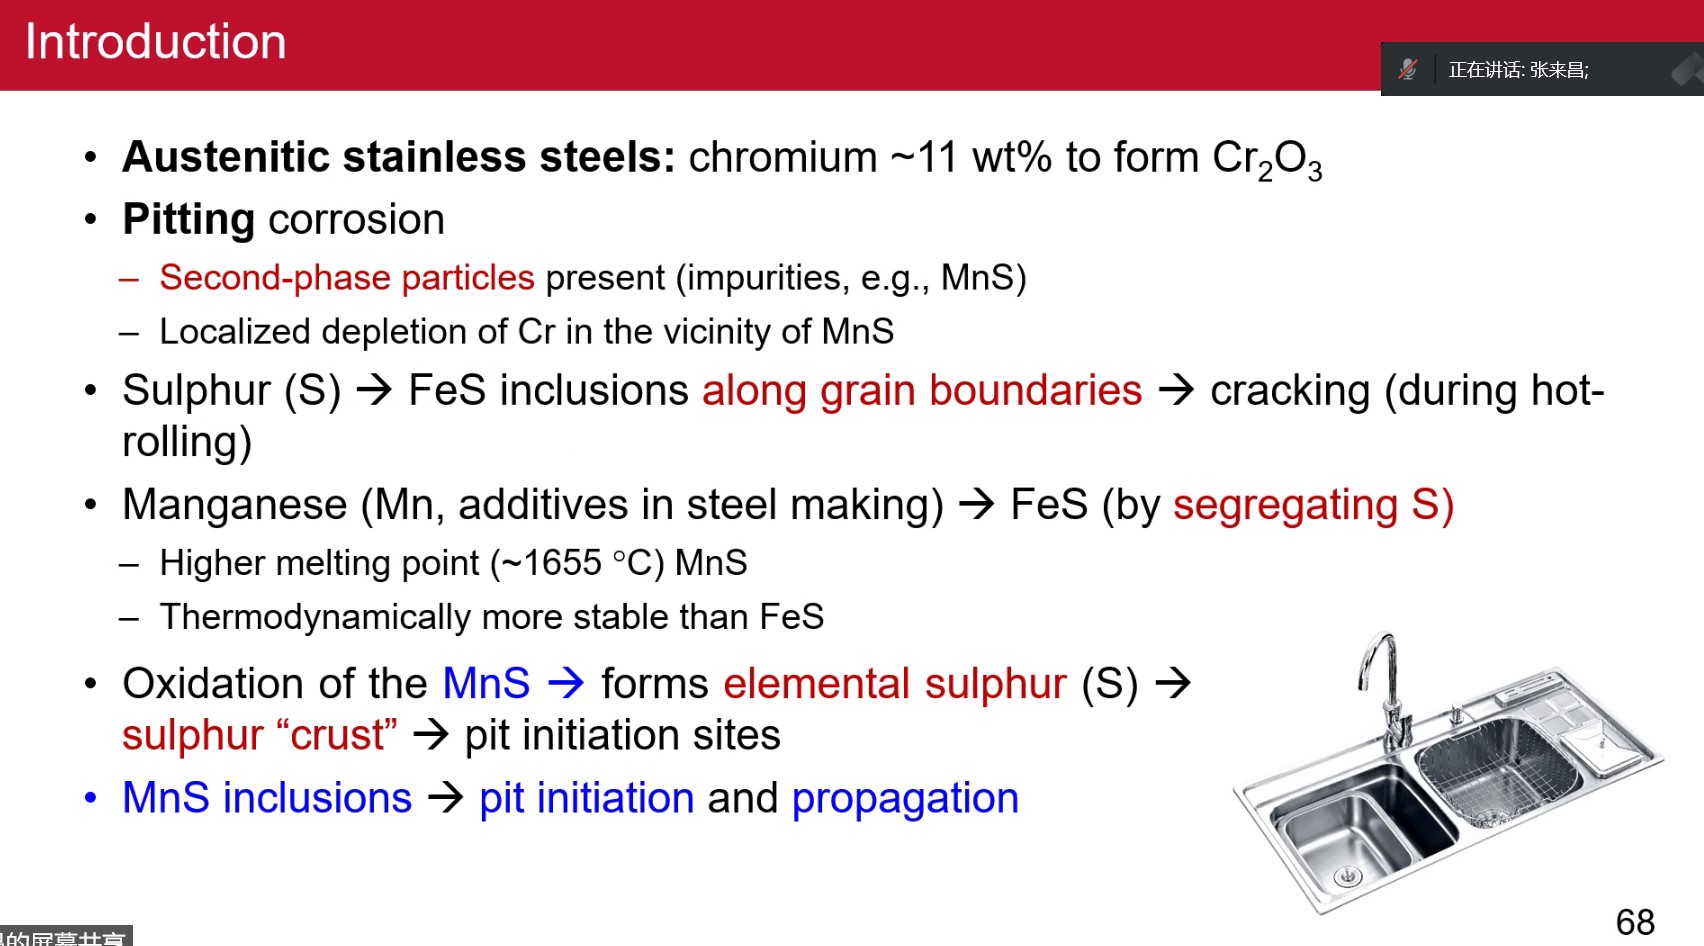 Introduction
正在讲话: 张来昌;
• Austenitic stainless steels: chromium ~11 wt% to form Cr₂O₃
• Pitting corrosion
– Second-phase particles present (impurities, e.g., MnS)
– Localized depletion of Cr in the vicinity of MnS
• Sulphur (S) → FeS inclusions along grain boundaries → cracking (during hot-
rolling)
• Manganese (Mn, additives in steel making) → FeS (by segregating S)
– Higher melting point (~1655 °C) MnS
– Thermodynamically more stable than FeS
• Oxidation of the MnS → forms elemental sulphur (S) →
sulphur “crust” → pit initiation sites
• MnS inclusions → pit initiation and propagation
68
的屏幕共享